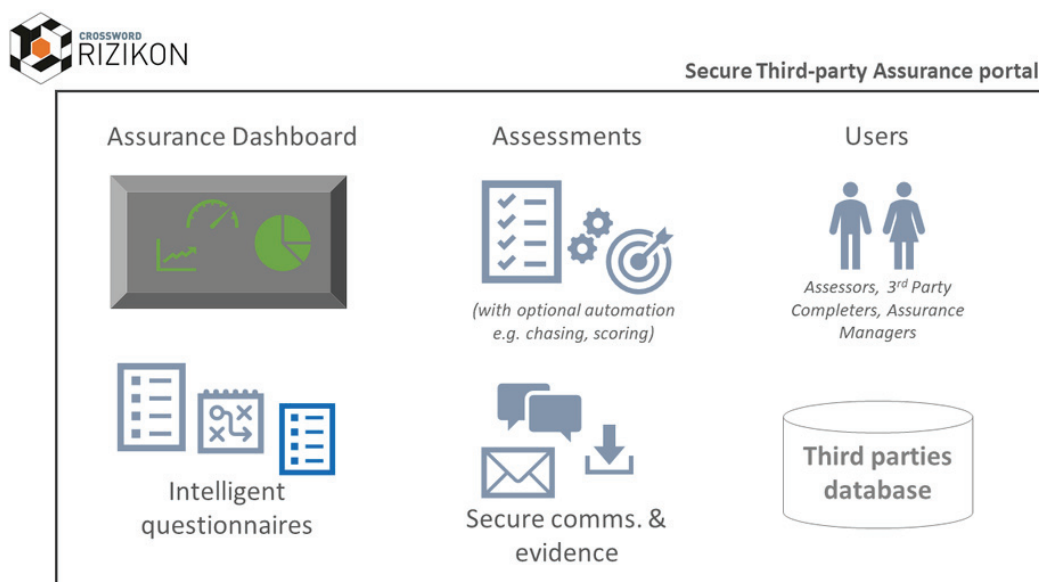 CROSSWORD
RIZIKON
Secure Third-party Assurance portal
Assurance Dashboard
Assessments
Users
(with optional automation
e.g. chasing, scoring)
Assessors, 3rd Party
Completers, Assurance
Managers
Intelligent
questionnaires
Secure comms. &
evidence
Third parties
database